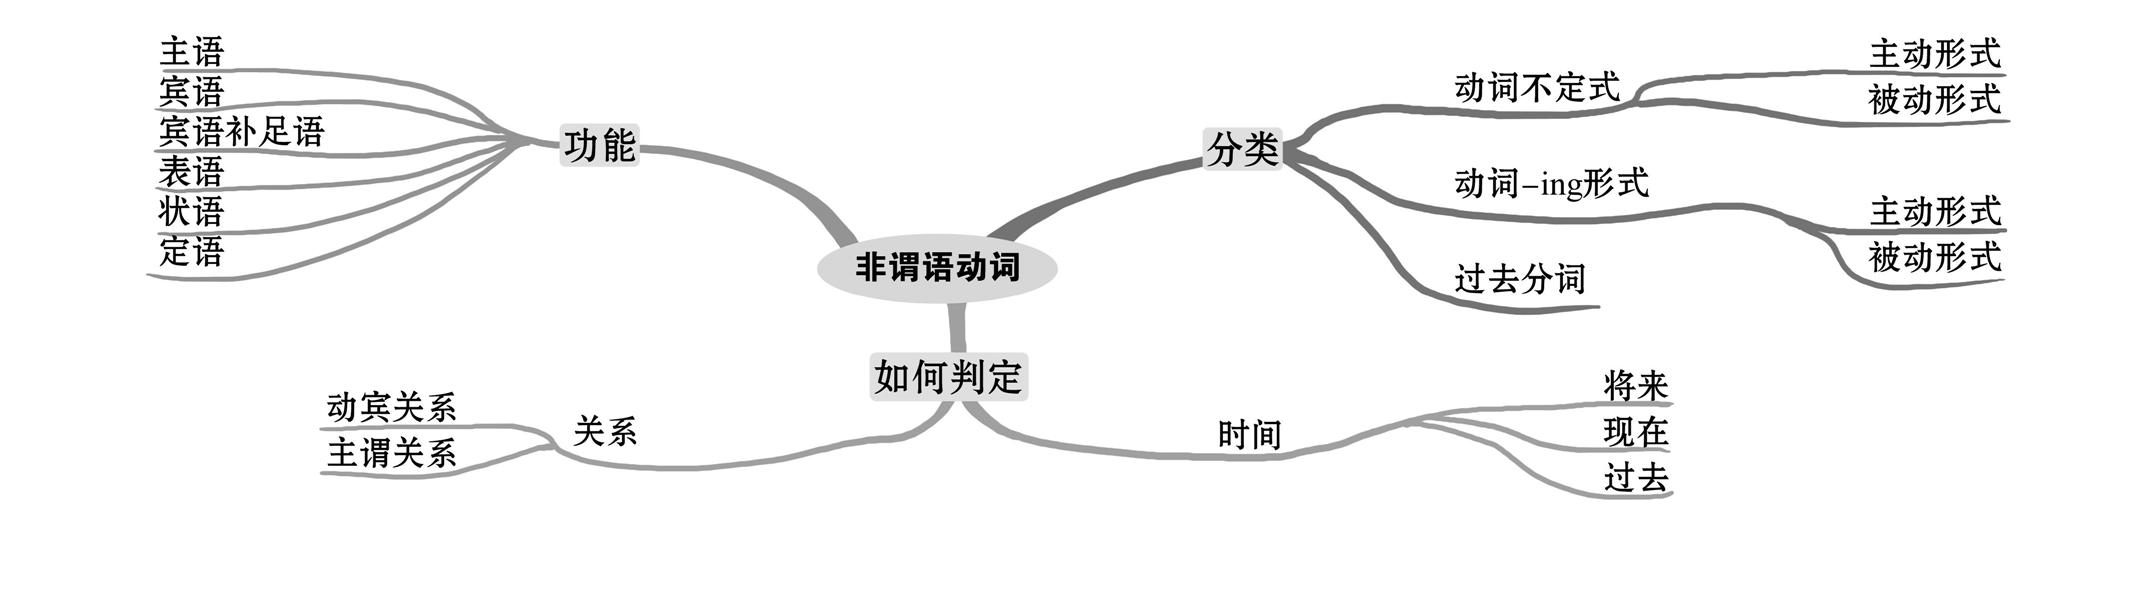 非谓语动词
功能
主语
宾语
宾语补足语
表语
状语
定语
分类
动词不定式
主动形式
被动形式
动词-ing形式
主动形式
被动形式
过去分词
如何判定
关系
动宾关系
主谓关系
时间
将来
现在
过去